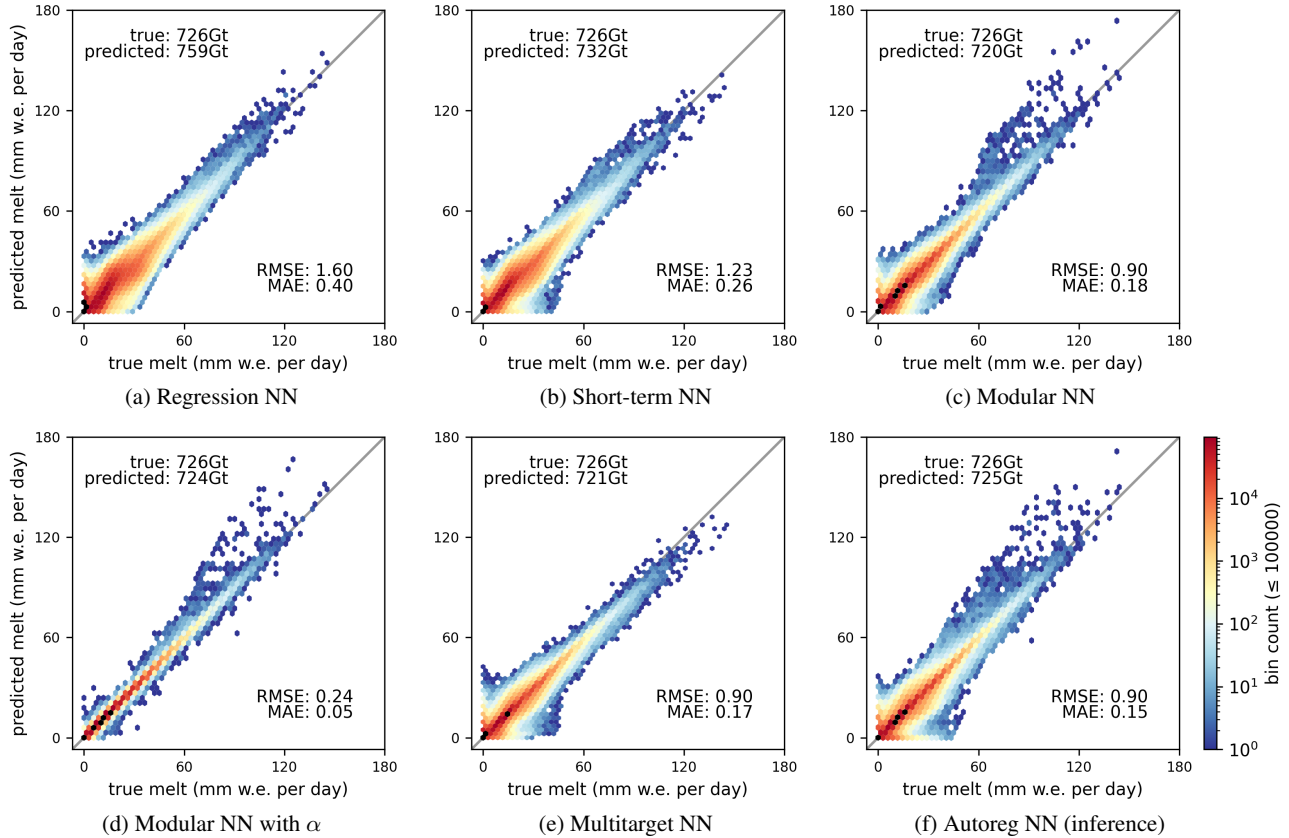 predicted melt (mm w.e. per day)
180
120
60
0
true: 726Gt
predicted: 759Gt
RMSE: 1.60
MAE: 0.40
0
60
120
180
true melt (mm w.e. per day)
(a) Regression NN
180
120
60
0
true: 726Gt
predicted: 732Gt
RMSE: 1.23
MAE: 0.26
0
60
120
180
true melt (mm w.e. per day)
(b) Short-term NN
180
120
60
0
true: 726Gt
predicted: 720Gt
RMSE: 0.90
MAE: 0.18
0
60
120
180
true melt (mm w.e. per day)
(c) Modular NN
predicted melt (mm w.e. per day)
180
120
60
0
true: 726Gt
predicted: 724Gt
RMSE: 0.24
MAE: 0.05
0
60
120
180
true melt (mm w.e. per day)
(d) Modular NN with α
180
120
60
0
true: 726Gt
predicted: 721Gt
RMSE: 0.90
MAE: 0.17
0
60
120
180
true melt (mm w.e. per day)
(e) Multitarget NN
180
120
60
0
true: 726Gt
predicted: 725Gt
RMSE: 0.90
MAE: 0.15
0
60
120
180
true melt (mm w.e. per day)
(f) Autoreg NN (inference)
10⁴
10³
10²
10¹
10⁰
bin count (≤ 100000)